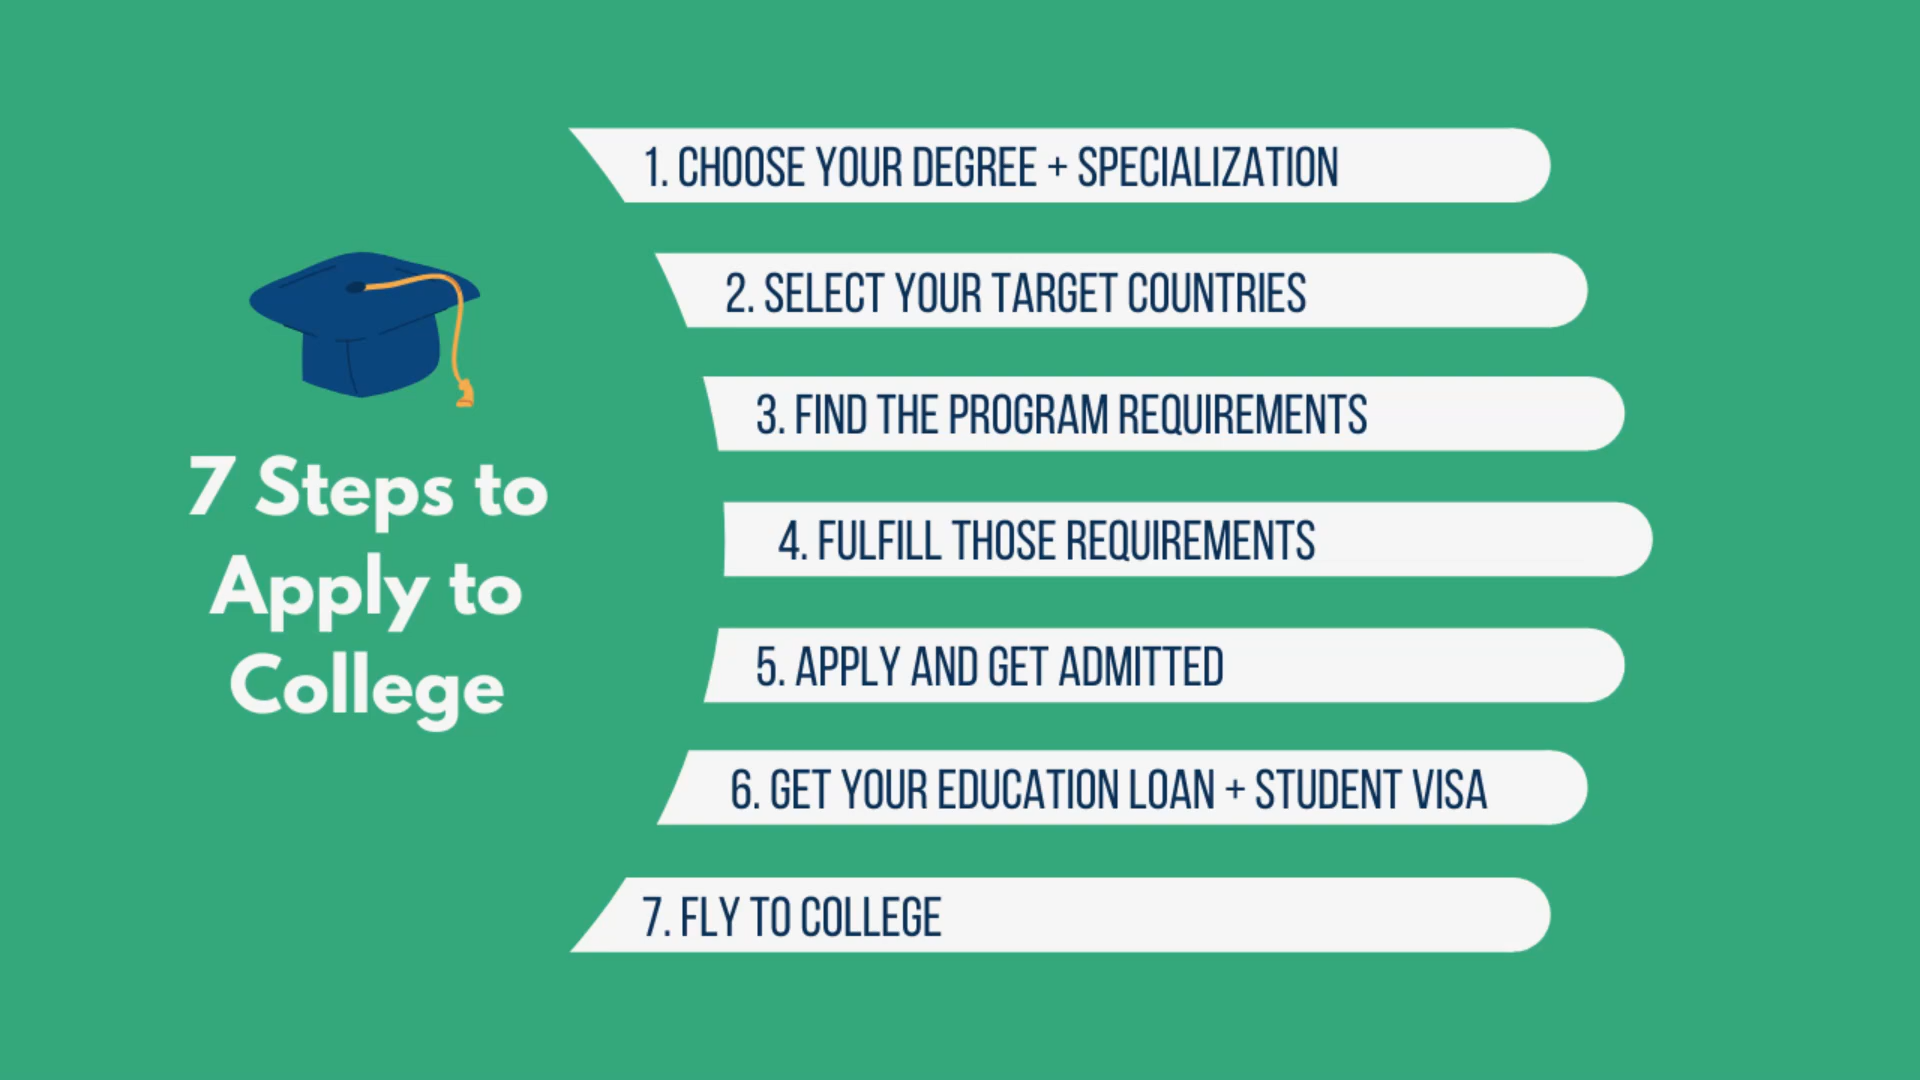 7 Steps to
Apply to
College
1. CHOOSE YOUR DEGREE + SPECIALIZATION
2. SELECT YOUR TARGET COUNTRIES
3. FIND THE PROGRAM REQUIREMENTS
4. FULFILL THOSE REQUIREMENTS
5. APPLY AND GET ADMITTED
6. GET YOUR EDUCATION LOAN + STUDENT VISA
7. FLY TO COLLEGE